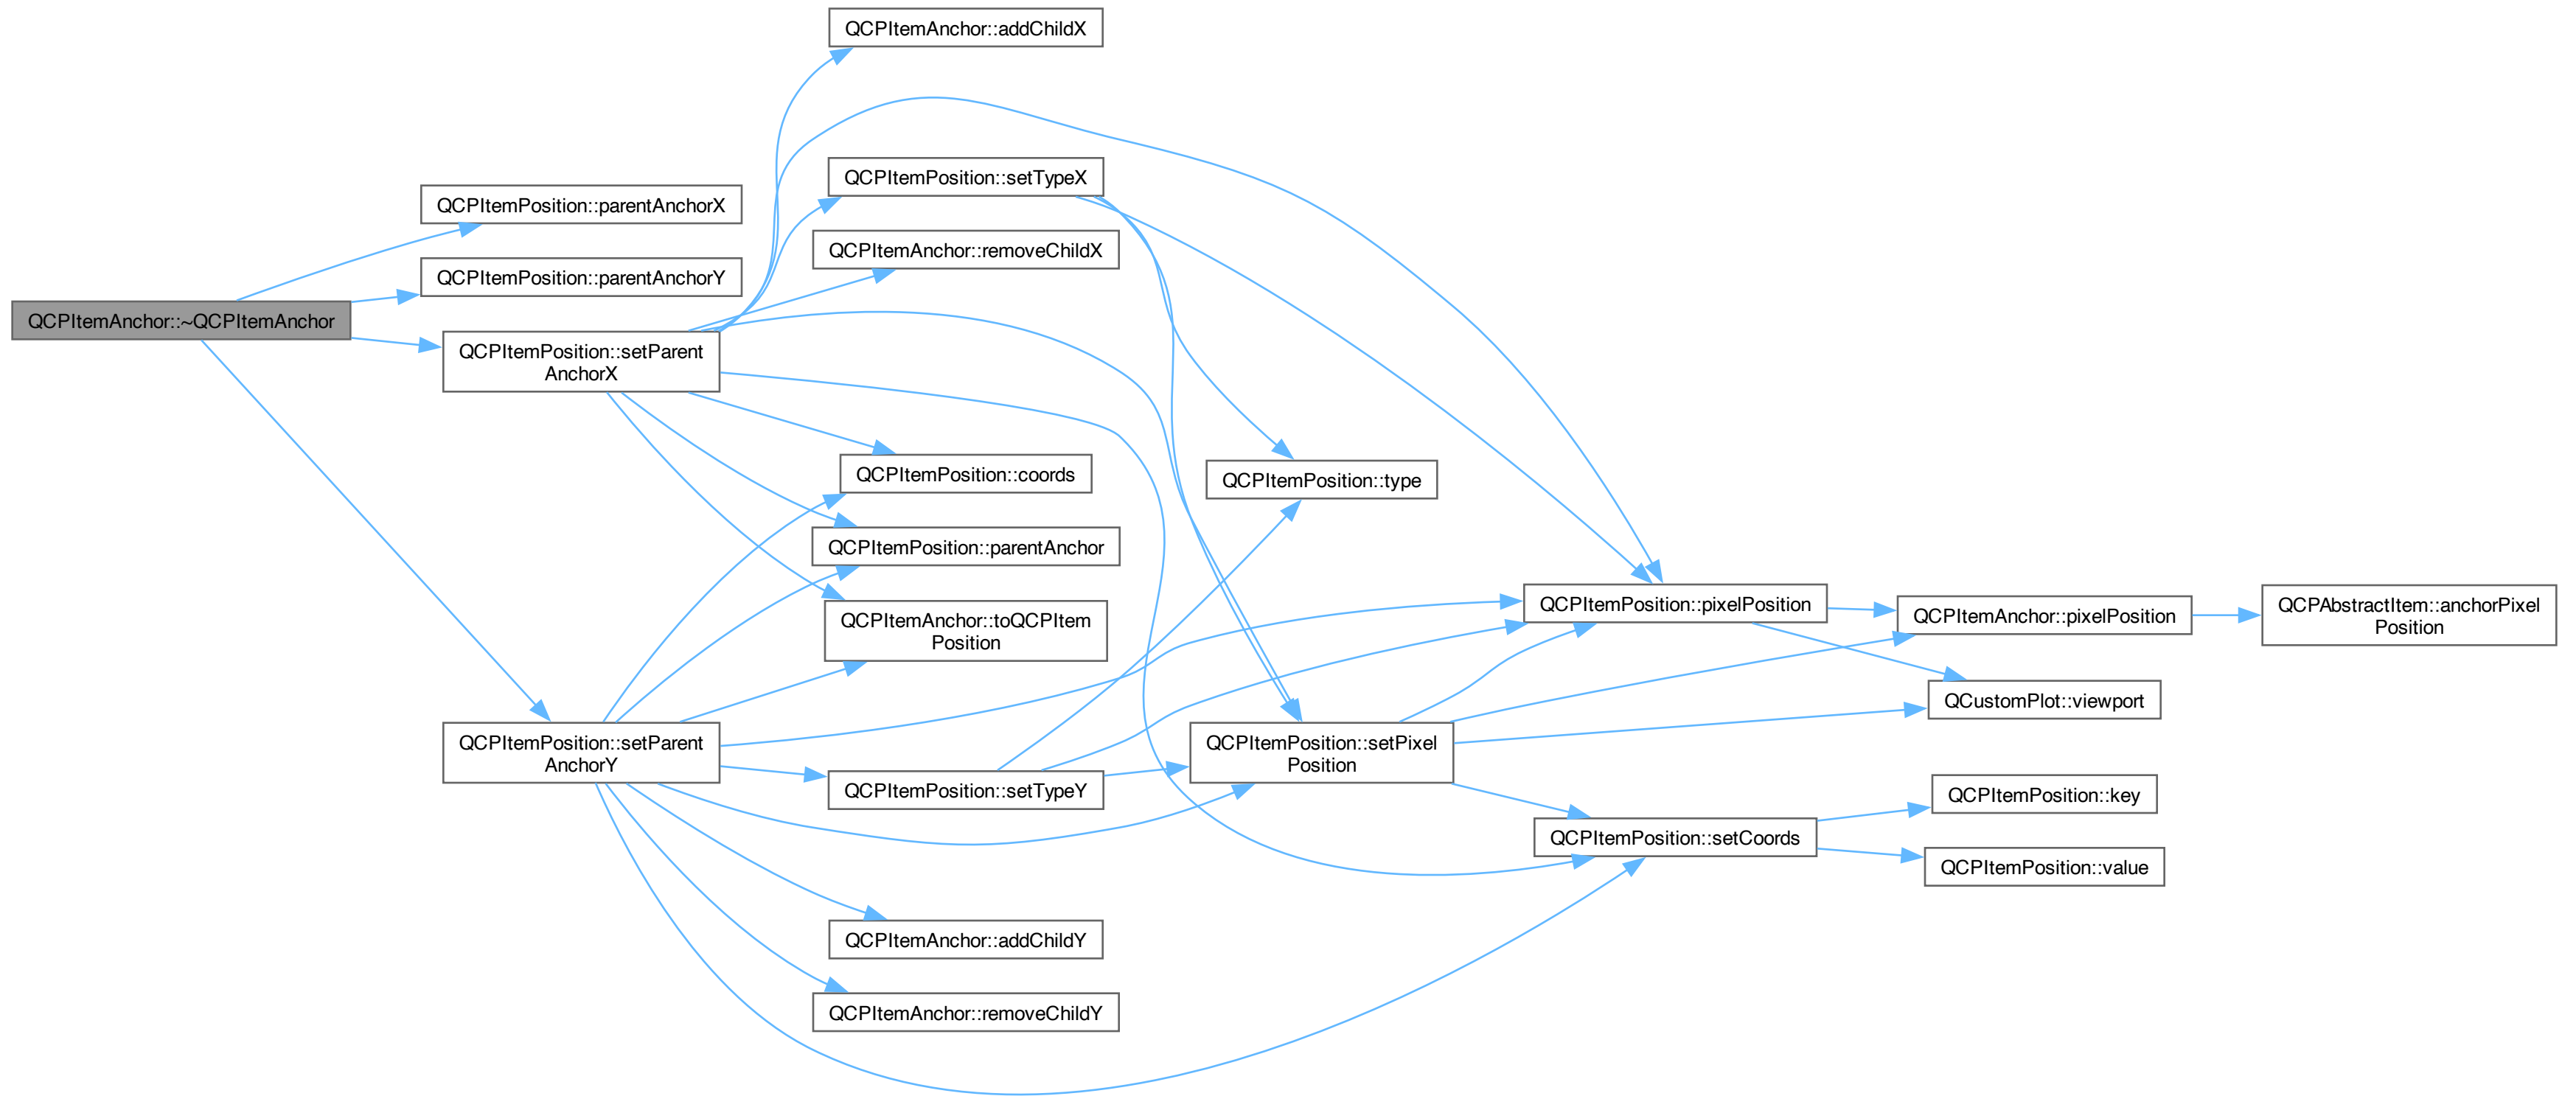 QCPItemAnchor::~QCPItemAnchor
QCPItemPosition::parentAnchorX
QCPItemPosition::parentAnchorY
QCPItemPosition::setParent
AnchorX
QCPItemPosition::setParent
AnchorY
QCPItemAnchor::addChildX
QCPItemPosition::setTypeX
QCPItemAnchor::removeChildX
QCPItemPosition::coords
QCPItemPosition::parentAnchor
QCPItemAnchor::toQCPItem
Position
QCPItemPosition::setTypeY
QCPItemAnchor::addChildY
QCPItemAnchor::removeChildY
QCPItemPosition::type
QCPItemPosition::setPixel
Position
QCPItemPosition::pixelPosition
QCPItemPosition::setCoords
QCPItemAnchor::pixelPosition
QCustomPlot::viewport
QCPItemPosition::key
QCPItemPosition::value
QCPAbstractItem::anchorPixel
Position